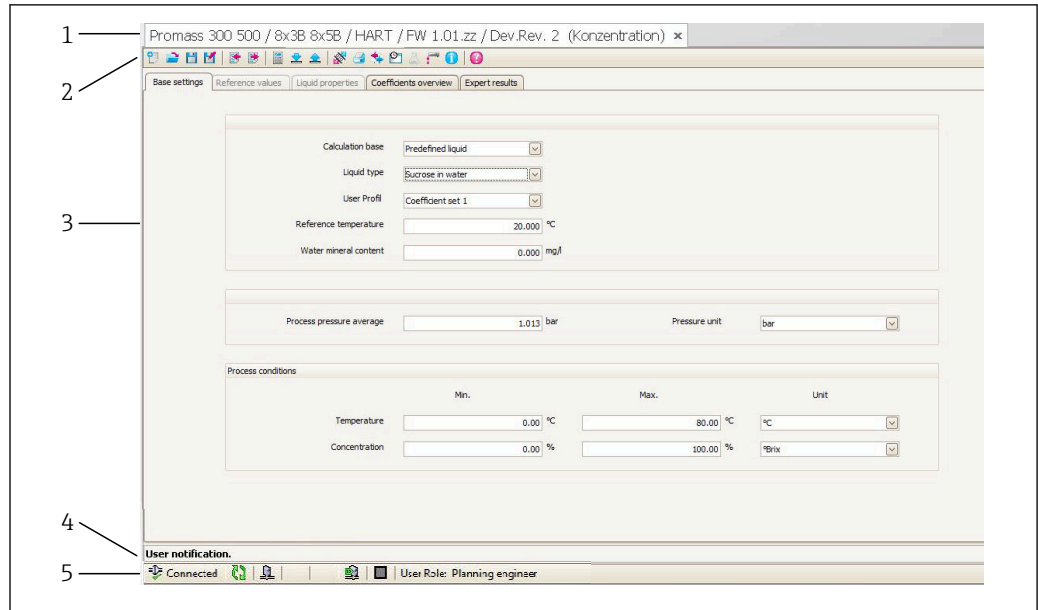 1
Promass 300 500 / 8x3B 8x5B / HART / FW 1.01.zz / Dev.Rev. 2 (Konzentration) ×
2
Base settings Reference values Liquid properties Coefficients overview Expert results
Calculation base Predefined liquid
Liquid type Sucrose in water
User Profil Coefficient set 1
3
Reference temperature 20.000 °C
Water mineral content 0.000 mg/l
Process pressure average 1.013 bar Pressure unit bar
Process conditions
Min. Max. Unit
Temperature 0.00 °C 80.00 °C °C
Concentration 0.00 % 100.00 % °Brix
4
User notification.
5
Connected User Role: Planning engineer